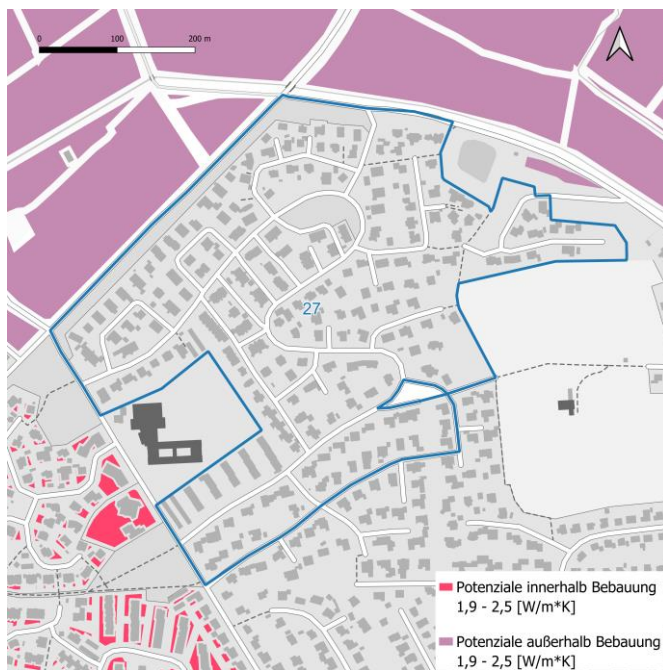 0 100 200 m
27
Potenziale innerhalb Bebauung
1,9 - 2,5 [W/m*K]
Potenziale außerhalb Bebauung
1,9 - 2,5 [W/m*K]